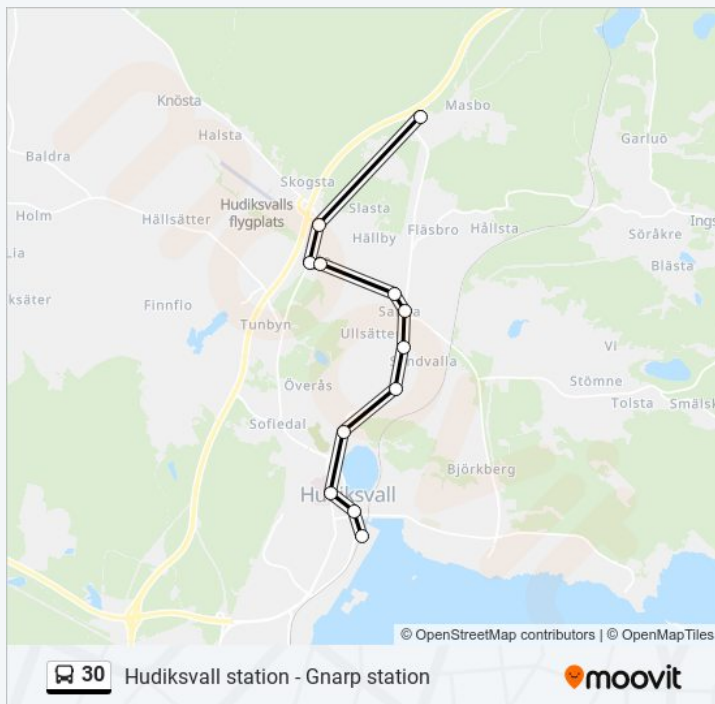 Masbo
Knösta
Garluö
Halsta
Baldra
Skogsta
Hudiksvalls
flygplats
Slasta
Holm
Hällsätter
Hällby
Fläsbro
Hållsta
Söråkre
Ings
Lia
Blästa
ksäter
Finnflo
Tunbyn
Ullsätte
Vi
Sandvalla
Överås
Stömne
Tolsta
Smälsk
Sofiedal
Björkberg
Hudiksvall
© OpenStreetMap contributors | © OpenMapTiles
30 Hudiksvall station - Gnarp station
moovit